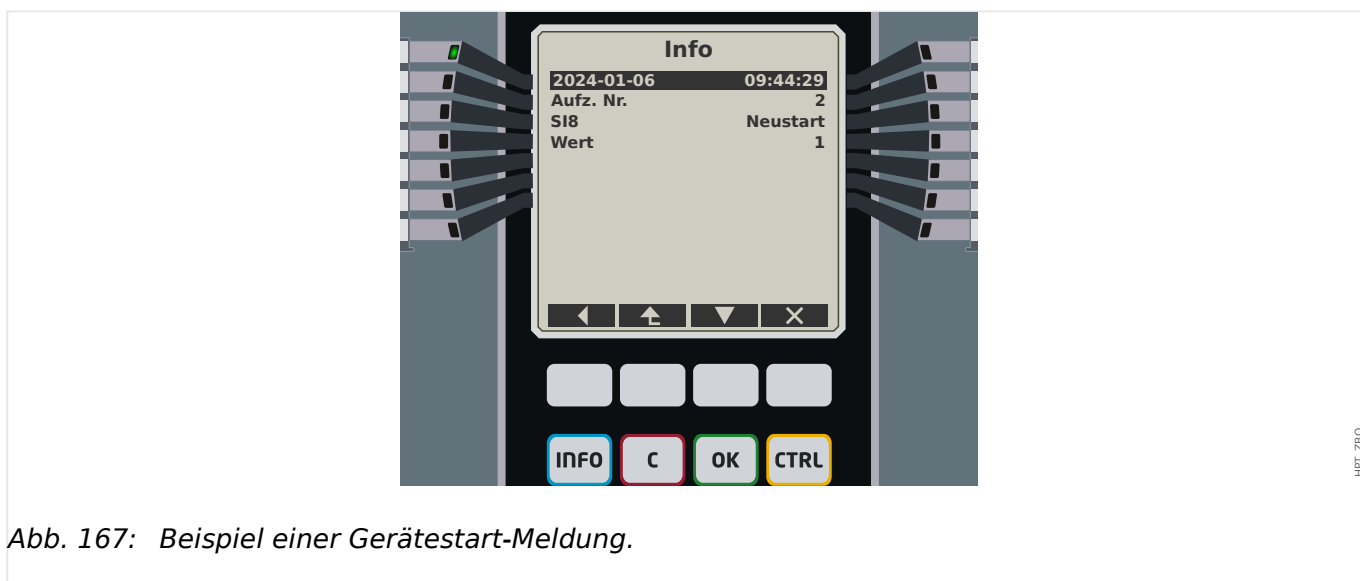 Info
2024-01-06 09:44:29
Aufz. Nr. 2
SI8 Neustart
Wert 1
INFO C OK CTRL
HPT_ZBO
Abb. 167: Beispiel einer Gerätestart-Meldung.